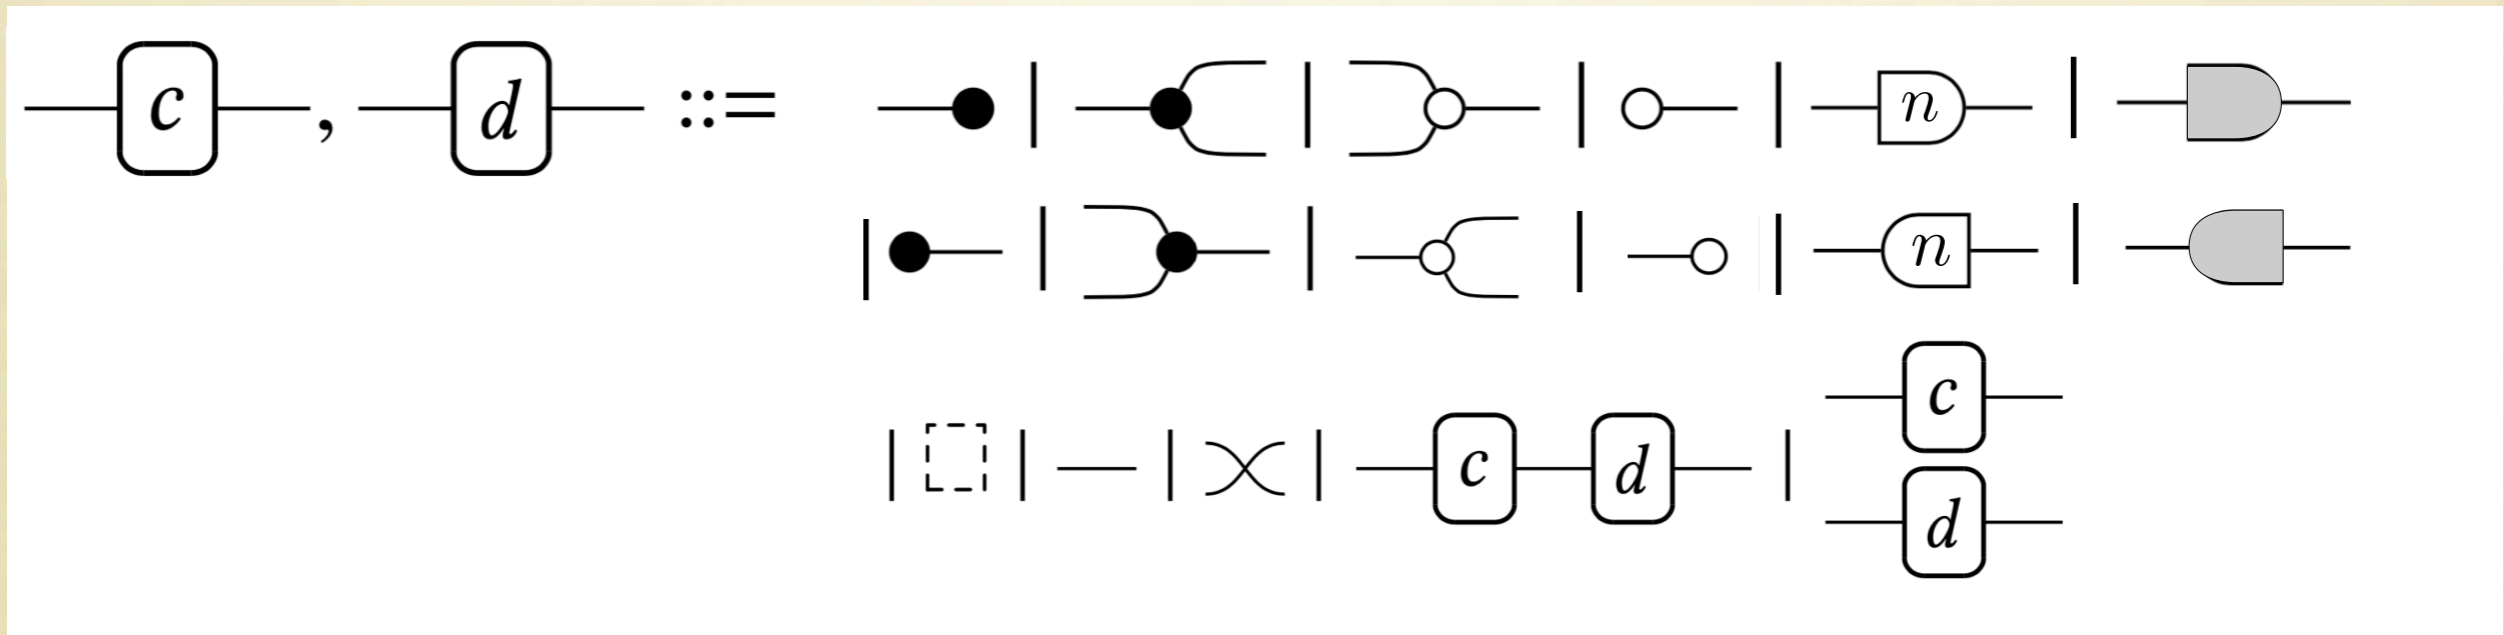 c , d ::= | | | | n |
| | | | | n |
| | | | c d | c
d